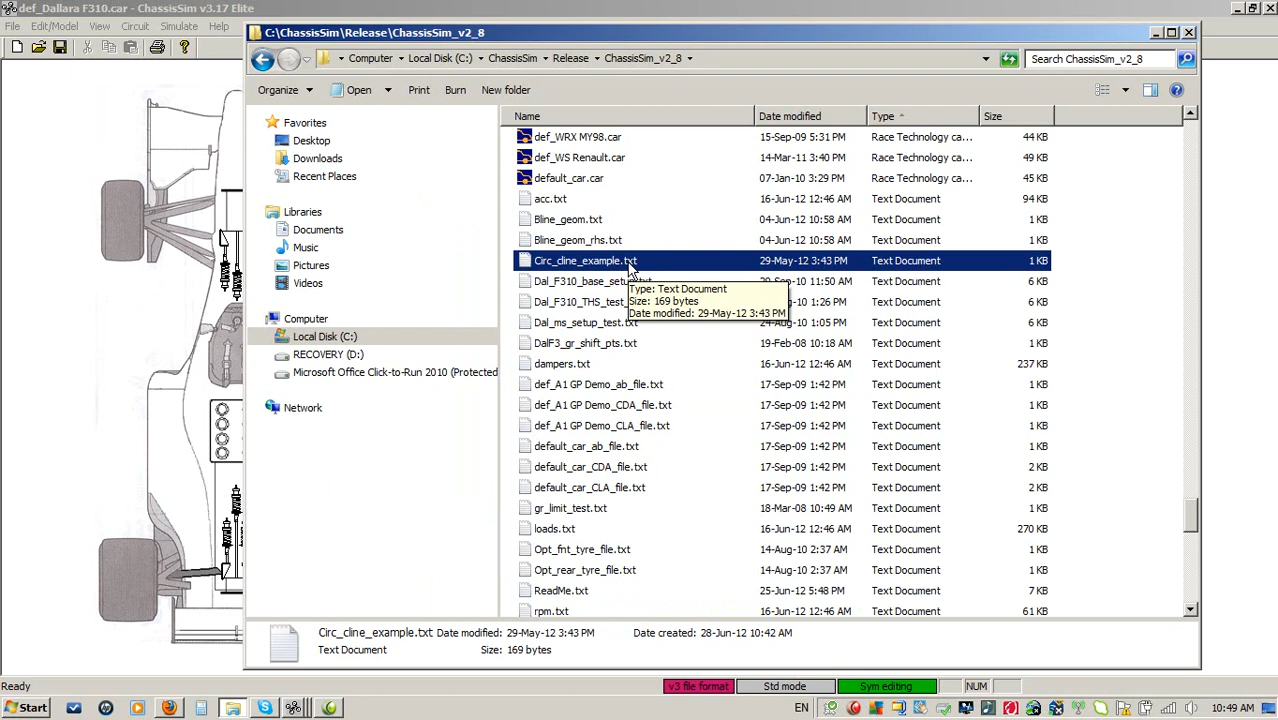 def_Dallara F310.car - ChassisSim v3.17 Elite
File Edit/Model View Circuit Simulate Help
C:\ChassisSim\Release\ChassisSim_v2_8
Computer Local Disk (C:) ChassisSim Release ChassisSim_v2_8
Search ChassisSim_v2_8
Organize Open Print Burn New folder
Name Date modified Type Size
Favorites
Desktop
Downloads
Recent Places
Libraries
Documents
Music
Pictures
Videos
Computer
Local Disk (C:)
RECOVERY (D:)
Microsoft Office Click-to-Run 2010 (Protected
Network
def_WRX MY98.car 15-Sep-09 5:31 PM Race Technology ca... 44 KB
def_WS Renault.car 14-Mar-11 3:40 PM Race Technology ca... 49 KB
default_car.car 07-Jan-10 3:29 PM Race Technology ca... 45 KB
acc.txt 16-Jun-12 12:46 AM Text Document 94 KB
Bline_geom.txt 04-Jun-12 10:58 AM Text Document 1 KB
Bline_geom_rhs.txt 04-Jun-12 10:58 AM Text Document 1 KB
Circ_cline_example.txt 29-May-12 3:43 PM Text Document 1 KB
Dal_F310_base_setup.txt 11:50 AM Text Document 6 KB
Dal_F310_THS_test 1:26 PM Text Document 6 KB
Dal_ms_setup_test.txt 24-Aug-10 1:05 PM Text Document 6 KB
DalF3_gr_shift_pts.txt 19-Feb-08 10:18 AM Text Document 1 KB
dampers.txt 16-Jun-12 12:46 AM Text Document 237 KB
def_A1 GP Demo_ab_file.txt 17-Sep-09 1:42 PM Text Document 1 KB
def_A1 GP Demo_CDA_file.txt 17-Sep-09 1:42 PM Text Document 1 KB
def_A1 GP Demo_CLA_file.txt 17-Sep-09 1:42 PM Text Document 1 KB
default_car_ab_file.txt 17-Sep-09 1:42 PM Text Document 1 KB
default_car_CDA_file.txt 17-Sep-09 1:42 PM Text Document 2 KB
default_car_CLA_file.txt 17-Sep-09 1:42 PM Text Document 2 KB
gr_limit_test.txt 18-Mar-08 10:49 AM Text Document 1 KB
loads.txt 16-Jun-12 12:46 AM Text Document 270 KB
Opt_fnt_tyre_file.txt 14-Aug-10 2:37 AM Text Document 1 KB
Opt_rear_tyre_file.txt 14-Aug-10 2:37 AM Text Document 1 KB
ReadMe.txt 25-Jun-12 5:48 PM Text Document 7 KB
rpm.txt 16-Jun-12 12:46 AM Text Document 61 KB
Type: Text Document
Size: 169 bytes
Date modified: 29-May-12 3:43 PM
Circ_cline_example.txt Date modified: 29-May-12 3:43 PM Date created: 28-Jun-12 10:42 AM
Text Document Size: 169 bytes
Ready v3 file format Std mode Sym editing NUM
Start EN 10:49 AM